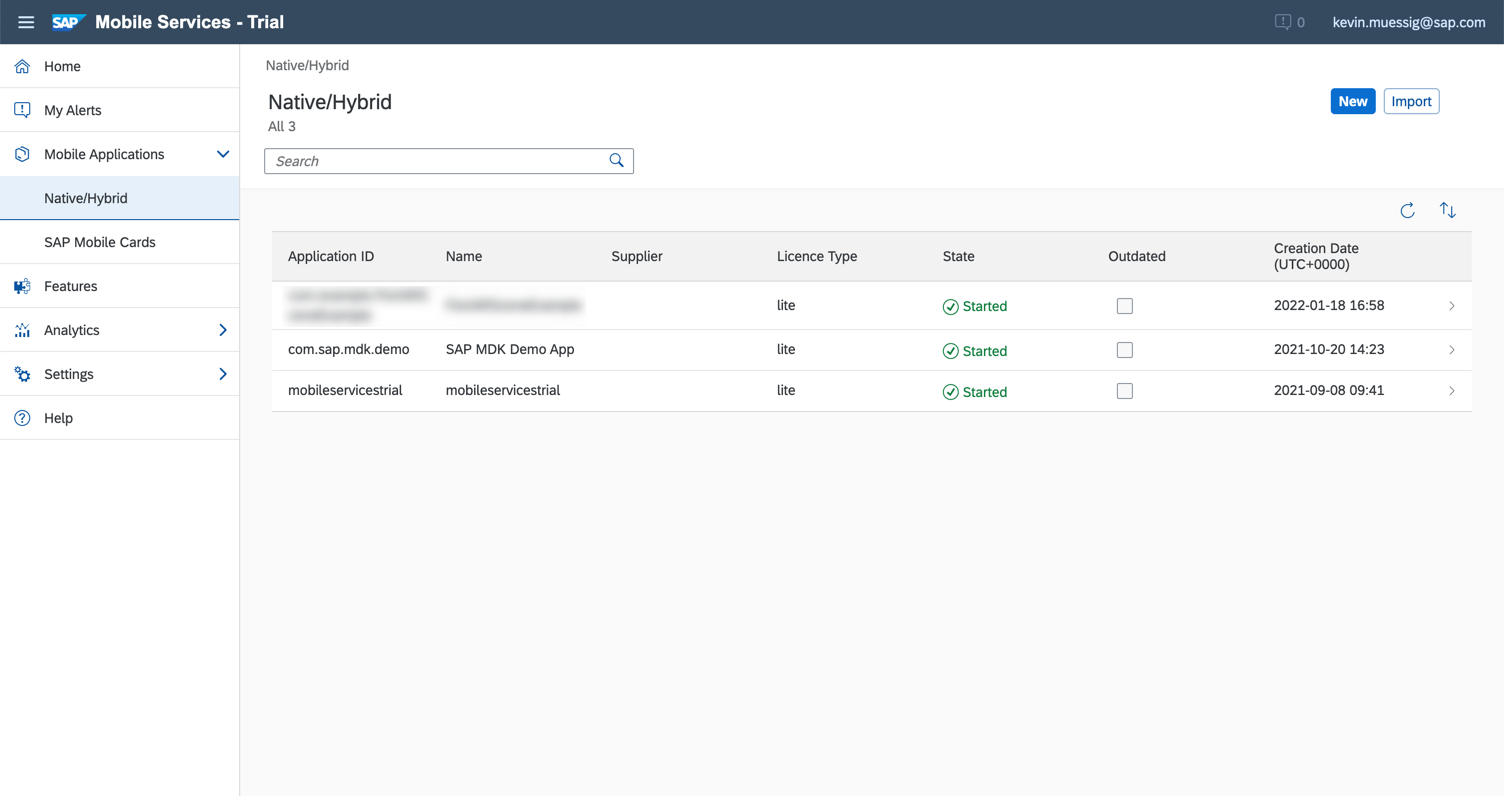 SAP Mobile Services - Trial
0
kevin.muessig@sap.com
Home
My Alerts
Mobile Applications
Native/Hybrid
SAP Mobile Cards
Features
Analytics
Settings
Help
Native/Hybrid
Native/Hybrid
All 3
New
Import
Search
Application ID Name Supplier Licence Type State Outdated Creation Date
(UTC+0000)
lite Started 2022-01-18 16:58
com.sap.mdk.demo SAP MDK Demo App lite Started 2021-10-20 14:23
mobileservicestrial mobileservicestrial lite Started 2021-09-08 09:41